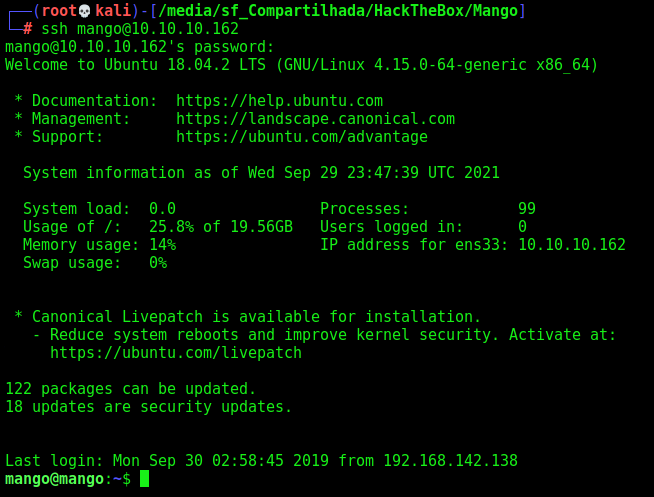 ┌──(root💀kali)-[/media/sf_Compartilhada/HackTheBox/Mango]
└─# ssh mango@10.10.10.162
mango@10.10.10.162's password:
Welcome to Ubuntu 18.04.2 LTS (GNU/Linux 4.15.0-64-generic x86_64)

 * Documentation:  https://help.ubuntu.com
 * Management:     https://landscape.canonical.com
 * Support:        https://ubuntu.com/advantage

  System information as of Wed Sep 29 23:47:39 UTC 2021

  System load:  0.0                Processes:            99
  Usage of /:   25.8% of 19.56GB   Users logged in:      0
  Memory usage: 14%                IP address for ens33: 10.10.10.162
  Swap usage:   0%


 * Canonical Livepatch is available for installation.
   - Reduce system reboots and improve kernel security. Activate at:
     https://ubuntu.com/livepatch

122 packages can be updated.
18 updates are security updates.


Last login: Mon Sep 30 02:58:45 2019 from 192.168.142.138
mango@mango:~$